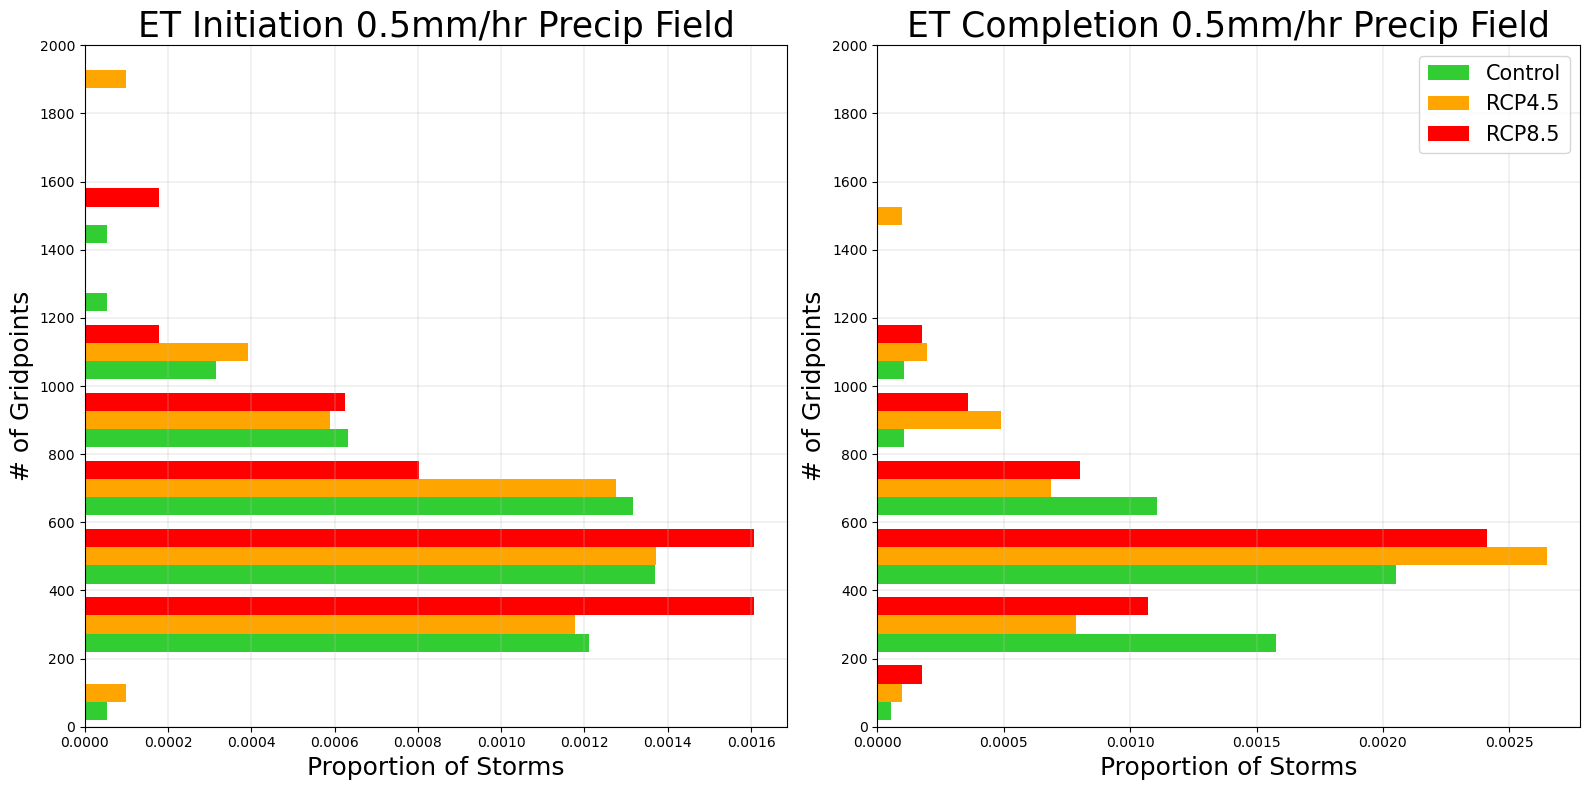 ET Initiation 0.5mm/hr Precip Field
2000
1800
1600
1400
1200
1000
800
600
400
200
0
# of Gridpoints
0.0000 0.0002 0.0004 0.0006 0.0008 0.0010 0.0012 0.0014 0.0016
Proportion of Storms
ET Completion 0.5mm/hr Precip Field
Control
RCP4.5
RCP8.5
2000
1800
1600
1400
1200
1000
800
600
400
200
0
# of Gridpoints
0.0000 0.0005 0.0010 0.0015 0.0020 0.0025
Proportion of Storms